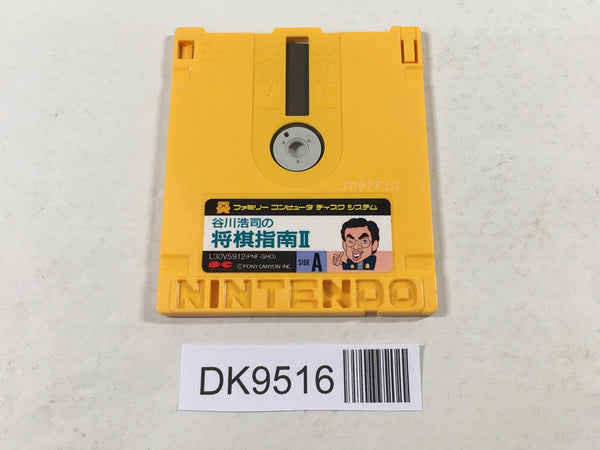 J097F13
ファミリー コンピュータ ディスク システム
谷川浩司の
将棋指南II
L30V5912(PNF-SHO)
SIDE A
©PONY CANYON INC.
NINTENDO
DK9516